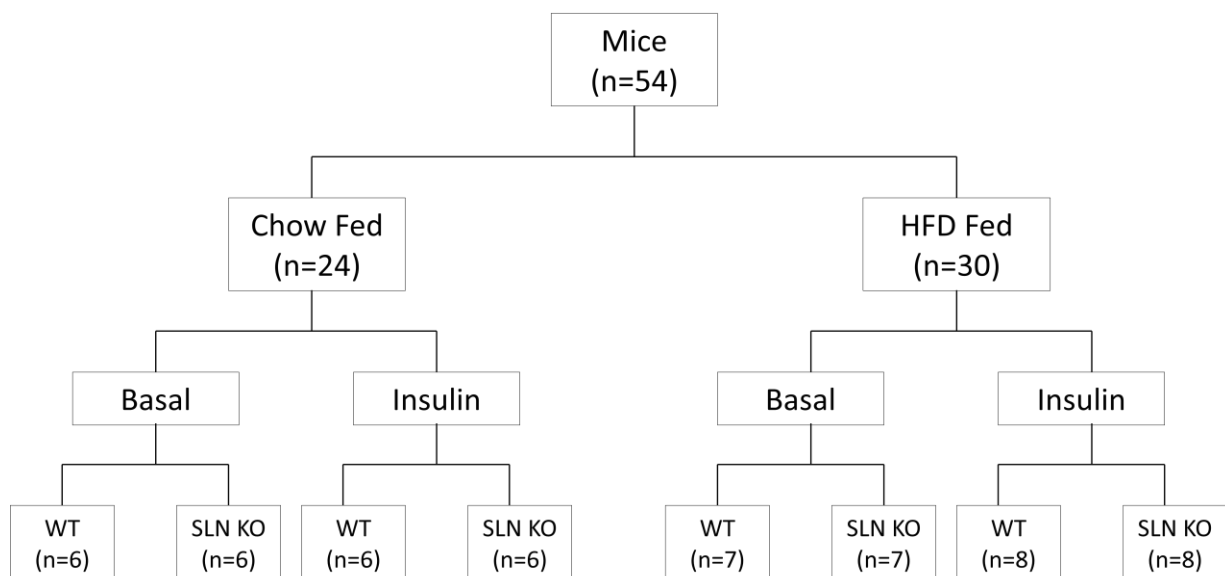 Mice
(n=54)
Chow Fed
(n=24)
HFD Fed
(n=30)
Basal
Insulin
Basal
Insulin
WT
(n=6)
SLN KO
(n=6)
WT
(n=6)
SLN KO
(n=6)
WT
(n=7)
SLN KO
(n=7)
WT
(n=8)
SLN KO
(n=8)